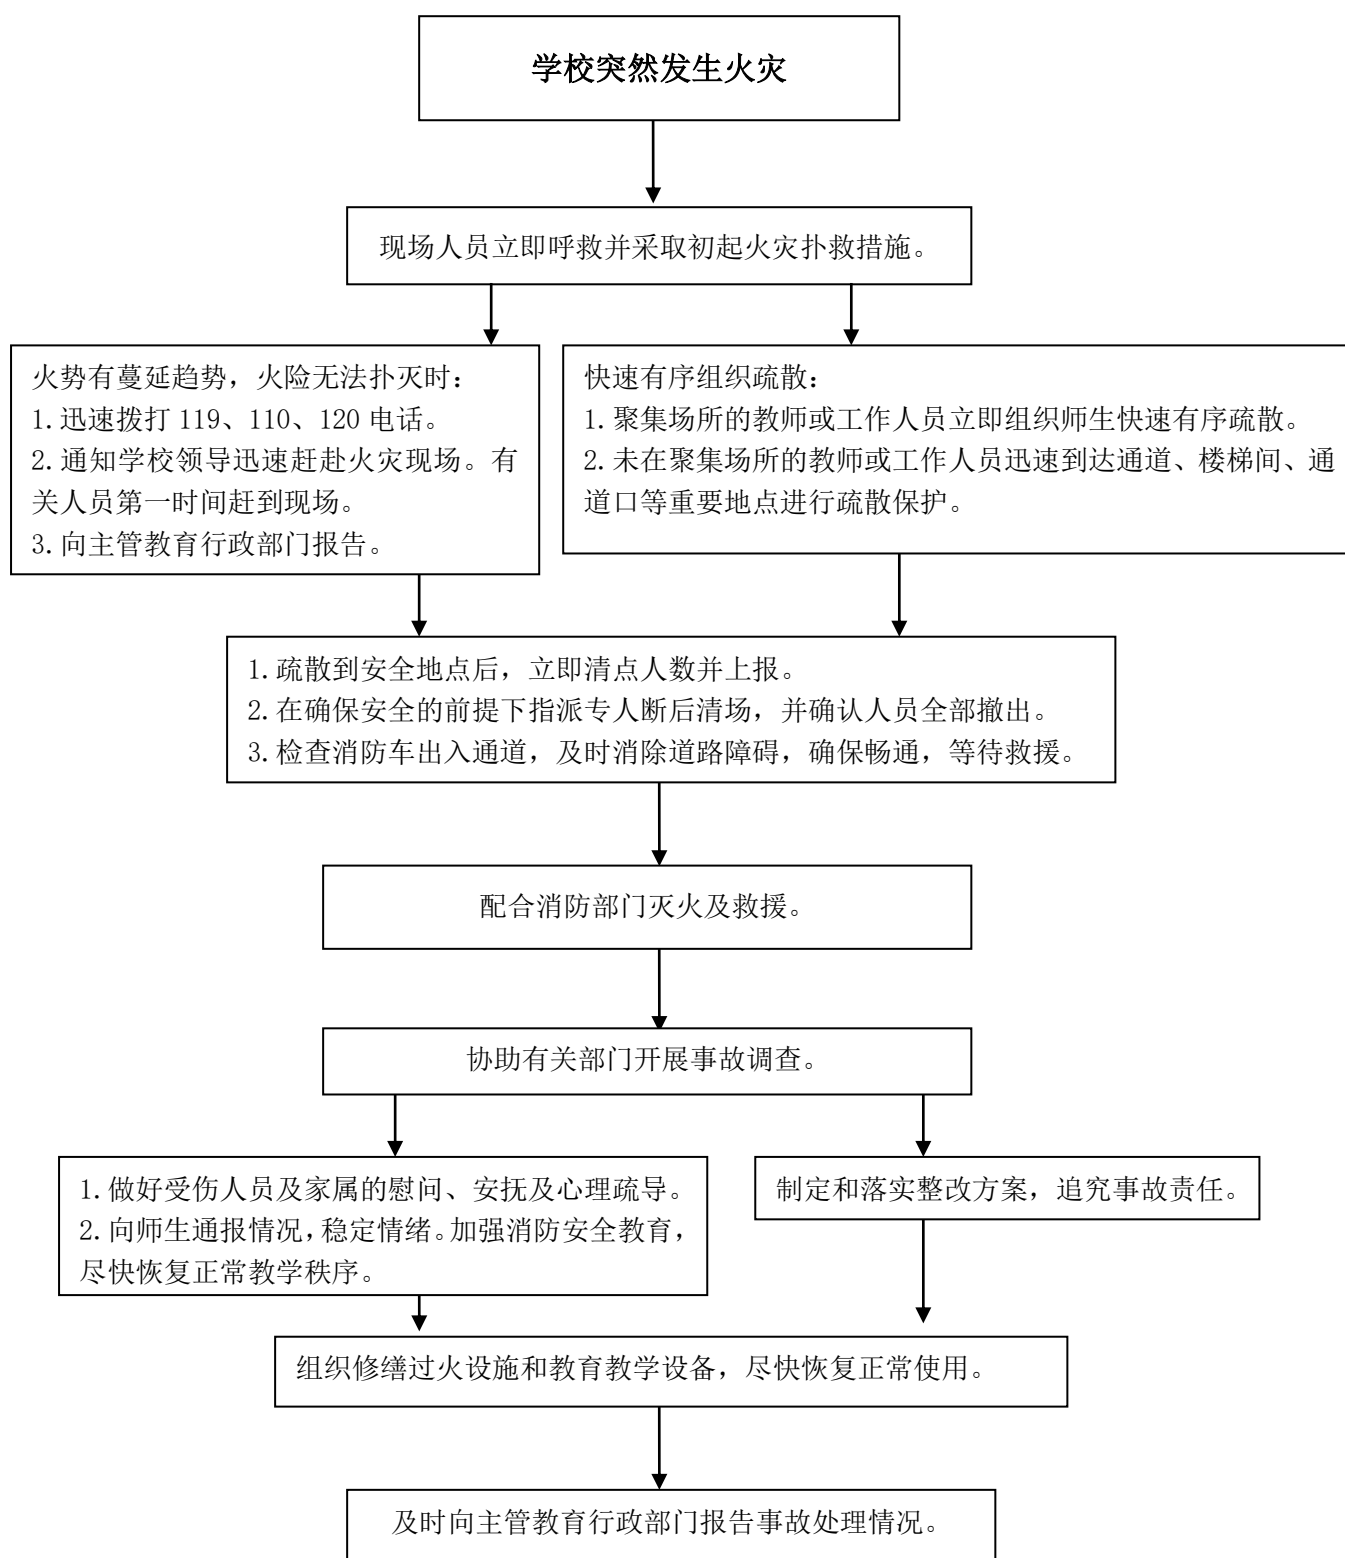 学校突然发生火灾
现场人员立即呼救并采取初起火灾扑救措施。
火势有蔓延趋势，火险无法扑灭时：
1.迅速拨打 119、110、120 电话。
2.通知学校领导迅速赶赴火灾现场。有
关人员第一时间赶到现场。
3.向主管教育行政部门报告。
快速有序组织疏散：
1.聚集场所的教师或工作人员立即组织师生快速有序疏散。
2.未在聚集场所的教师或工作人员迅速到达通道、楼梯间、通
道口等重要地点进行疏散保护。
1.疏散到安全地点后，立即清点人数并上报。
2.在确保安全的前提下指派专人断后清场，并确认人员全部撤出。
3.检查消防车出入通道，及时消除道路障碍，确保畅通，等待救援。
配合消防部门灭火及救援。
协助有关部门开展事故调查。
1.做好受伤人员及家属的慰问、安抚及心理疏导。
2.向师生通报情况，稳定情绪。加强消防安全教育，
尽快恢复正常教学秩序。
制定和落实整改方案，追究事故责任。
组织修缮过火设施和教育教学设备，尽快恢复正常使用。
及时向主管教育行政部门报告事故处理情况。